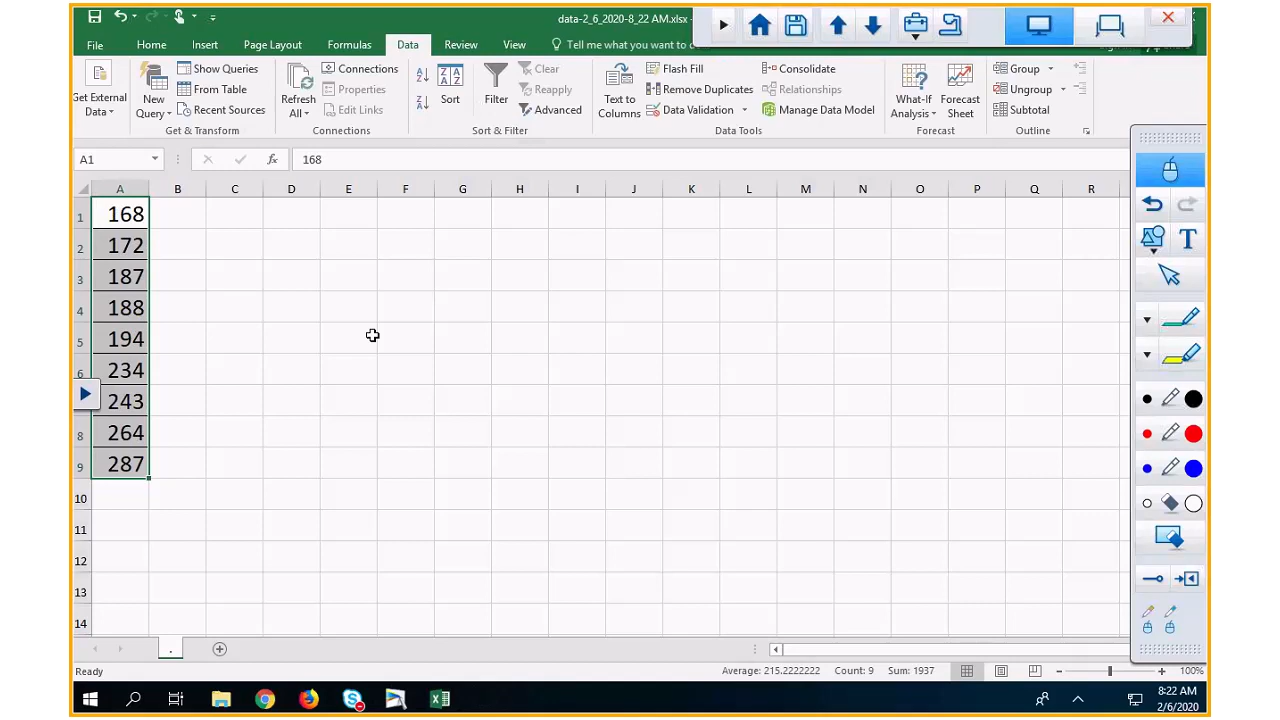 data-2_6_2020-8_22 AM.xlsx -
File Home Insert Page Layout Formulas Data Review View Tell me what you want to
Get External Data
New Query
Show Queries
From Table
Recent Sources
Get & Transform
Refresh All
Connections
Properties
Edit Links
Connections
Sort
Filter
Clear
Reapply
Advanced
Sort & Filter
Text to Columns
Flash Fill
Remove Duplicates
Data Validation
Consolidate
Relationships
Manage Data Model
Data Tools
What-If Analysis
Forecast Sheet
Forecast
Group
Ungroup
Subtotal
Outline
A1 fx 168
A B C D E F G H I J K L M N O P Q R
1 168
2 172
3 187
4 188
5 194
6 234
243
8 264
9 287
10
11
12
13
14
.
Ready Average: 215.2222222 Count: 9 Sum: 1937 100%
8:22 AM
2/6/2020